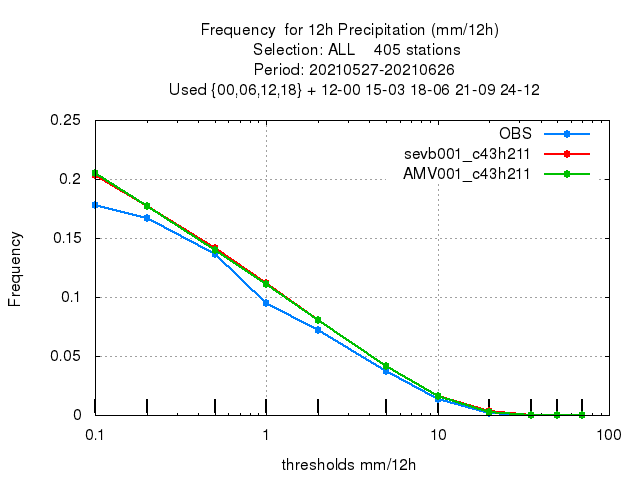 Frequency for 12h Precipitation (mm/12h)
Selection: ALL 405 stations
Period: 20210527-20210626
Used {00,06,12,18} + 12-00 15-03 18-06 21-09 24-12
OBS
sevb001_c43h211
AMV001_c43h211
Frequency
0.25
0.2
0.15
0.1
0.05
0
0.1 1 10 100
thresholds mm/12h